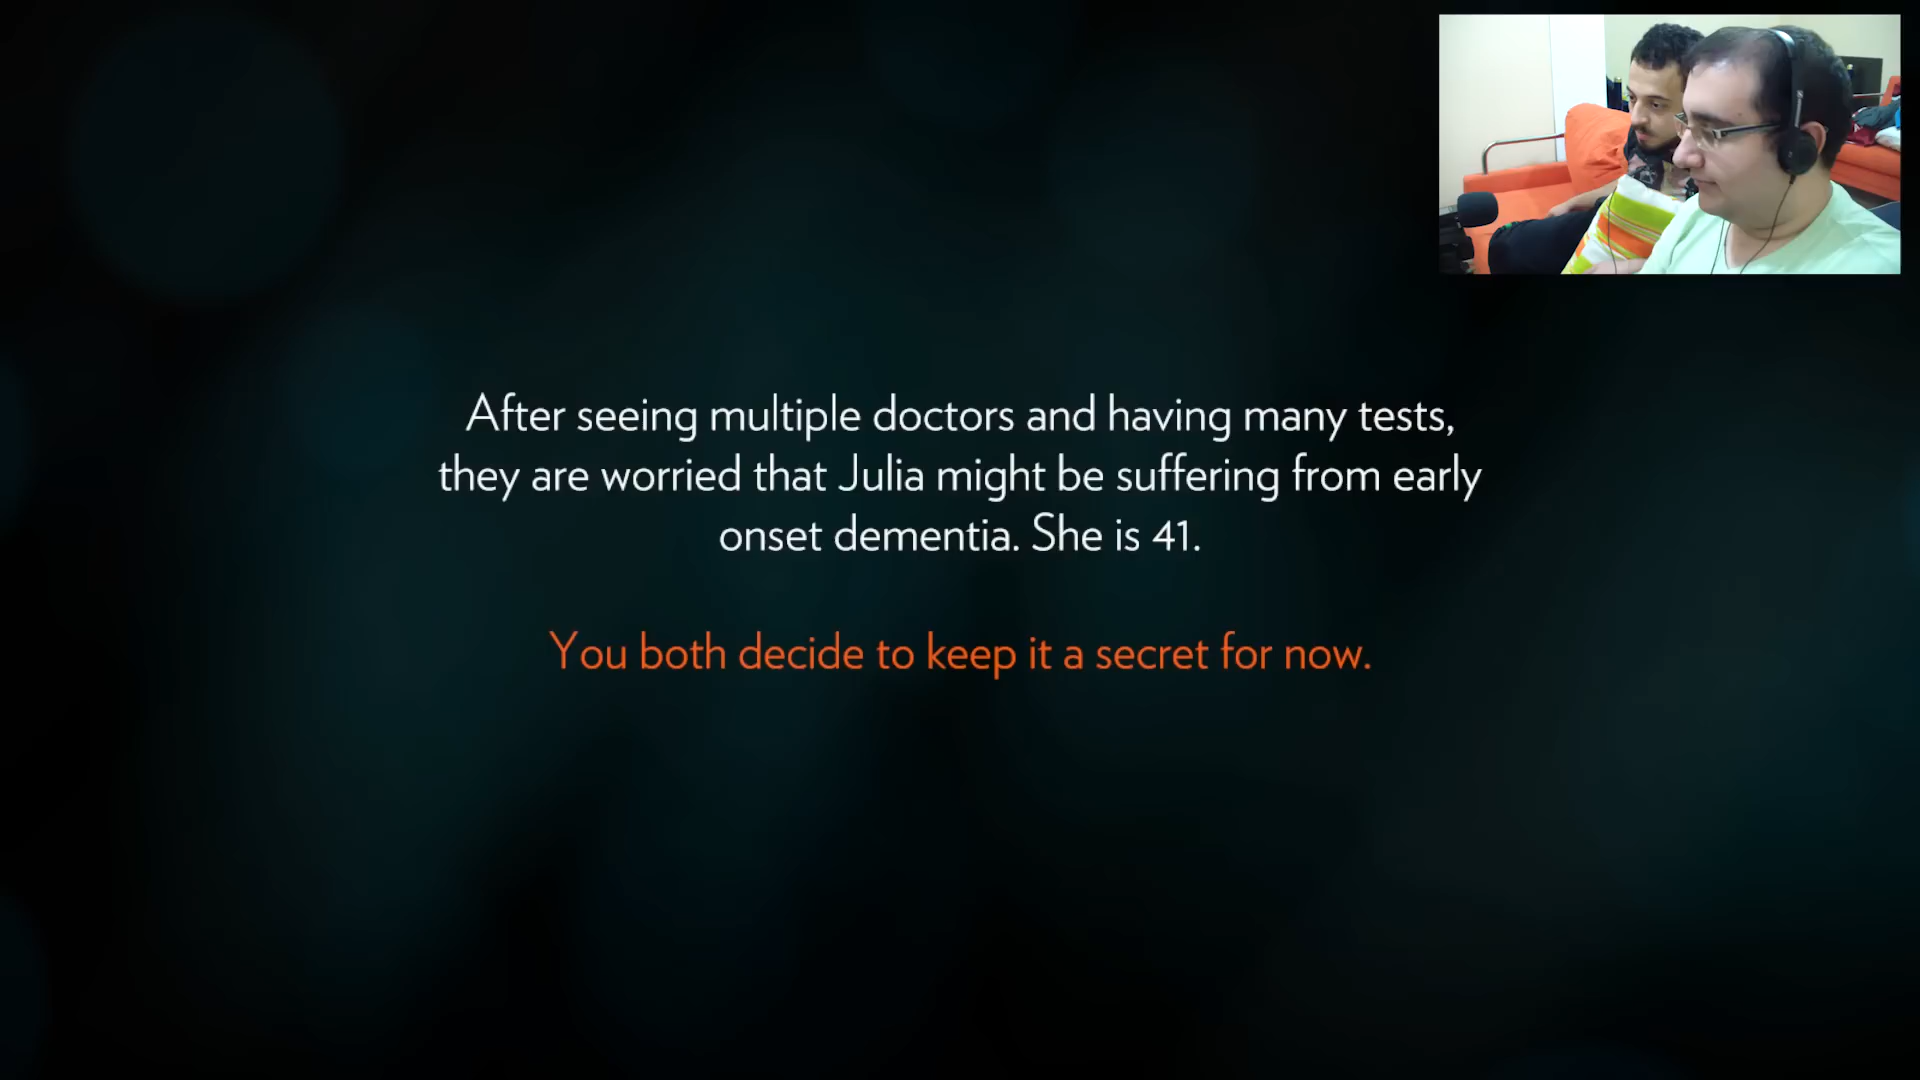 After seeing multiple doctors and having many tests,
they are worried that Julia might be suffering from early
onset dementia. She is 41.
You both decide to keep it a secret for now.